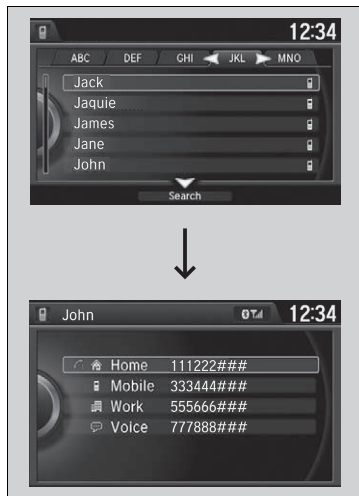 12:34
ABC DEF GHI JKL MNO
Jack
Jaquie
James
Jane
John
Search
John 12:34
Home 111222###
Mobile 333444###
Work 555666###
Voice 777888###